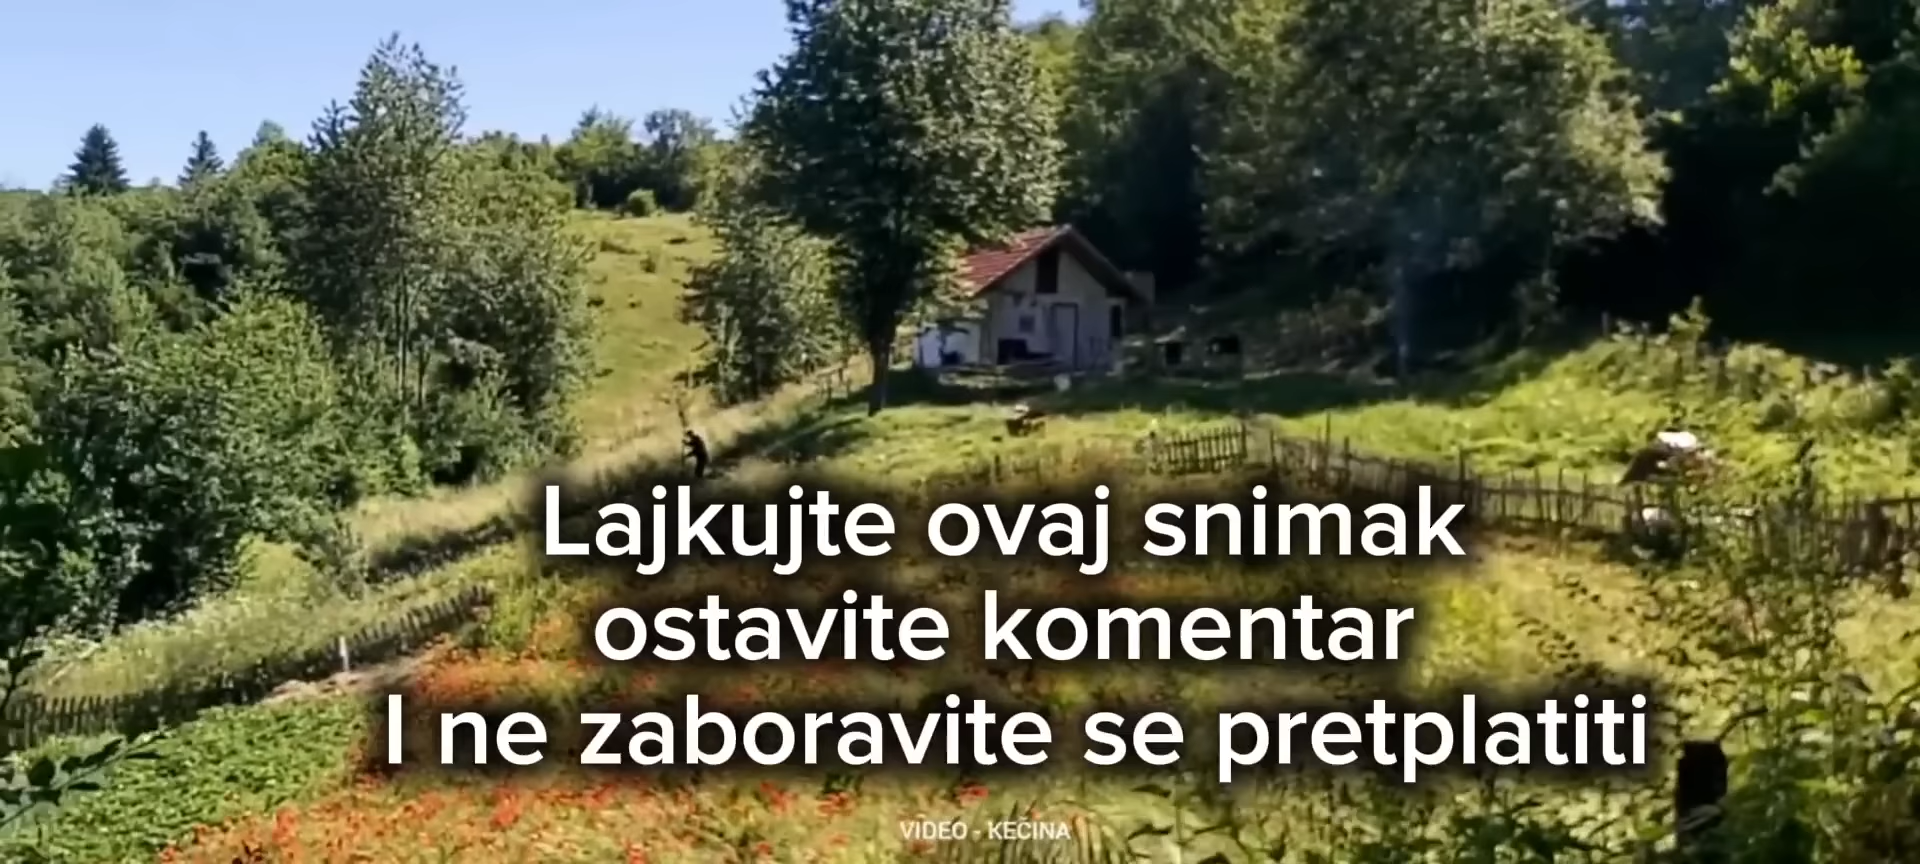 Lajkujte ovaj snimak
ostavite komentar
I ne zaboravite se pretplatiti
VIDEO - KEČINA